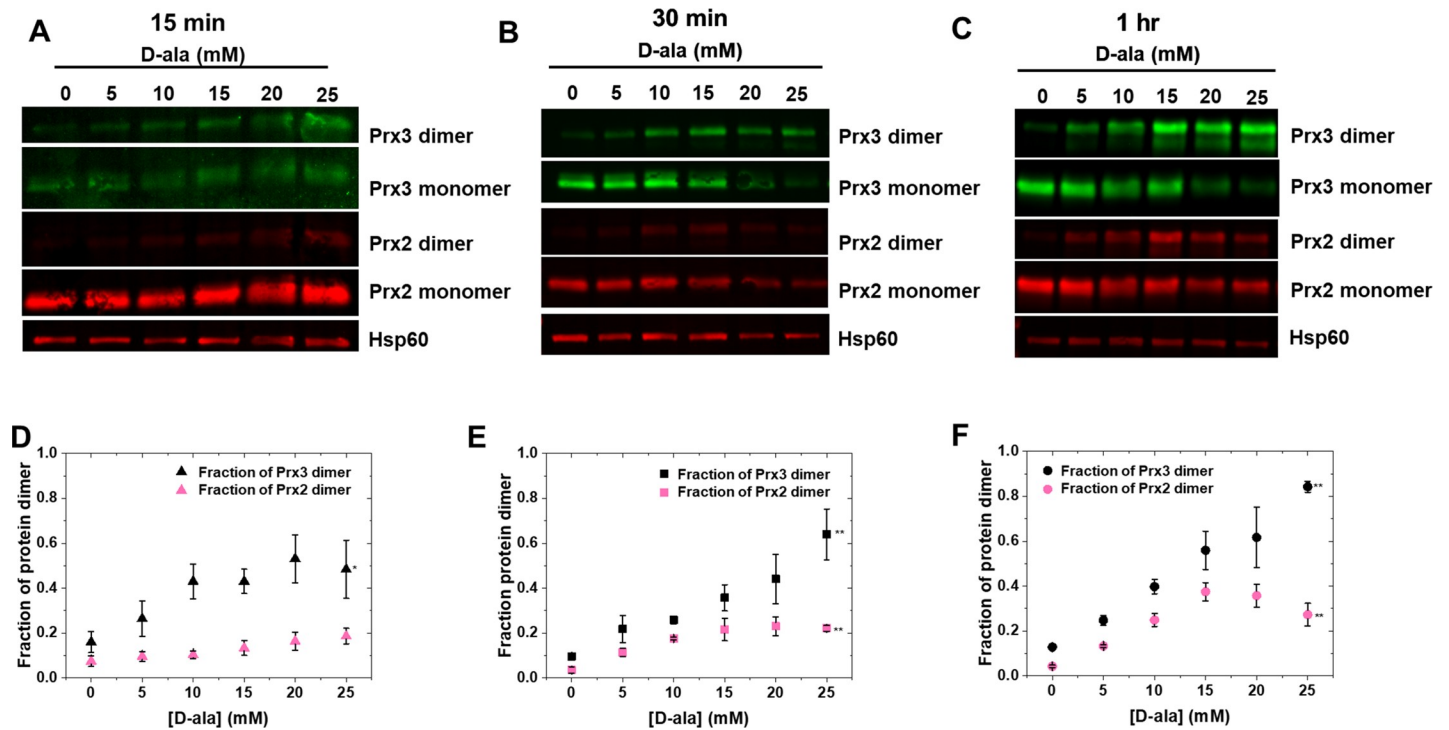 A
15 min
D-ala (mM)
0 5 10 15 20 25
Prx3 dimer
Prx3 monomer
Prx2 dimer
Prx2 monomer
Hsp60
B
30 min
D-ala (mM)
0 5 10 15 20 25
Prx3 dimer
Prx3 monomer
Prx2 dimer
Prx2 monomer
Hsp60
C
1 hr
D-ala (mM)
0 5 10 15 20 25
Prx3 dimer
Prx3 monomer
Prx2 dimer
Prx2 monomer
Hsp60
D
Fraction of protein dimer
1.0
0.8
0.6
0.4
0.2
0.0
Fraction of Prx3 dimer
Fraction of Prx2 dimer
*
0 5 10 15 20 25
[D-ala] (mM)
E
Fraction protein dimer
1.0
0.8
0.6
0.4
0.2
0.0
Fraction of Prx3 dimer
Fraction of Prx2 dimer
**
**
0 5 10 15 20 25
[D-ala] (mM)
F
Fraction of protein dimer
1.0
0.8
0.6
0.4
0.2
0.0
Fraction of Prx3 dimer
Fraction of Prx2 dimer
**
**
0 5 10 15 20 25
[D-ala] (mM)